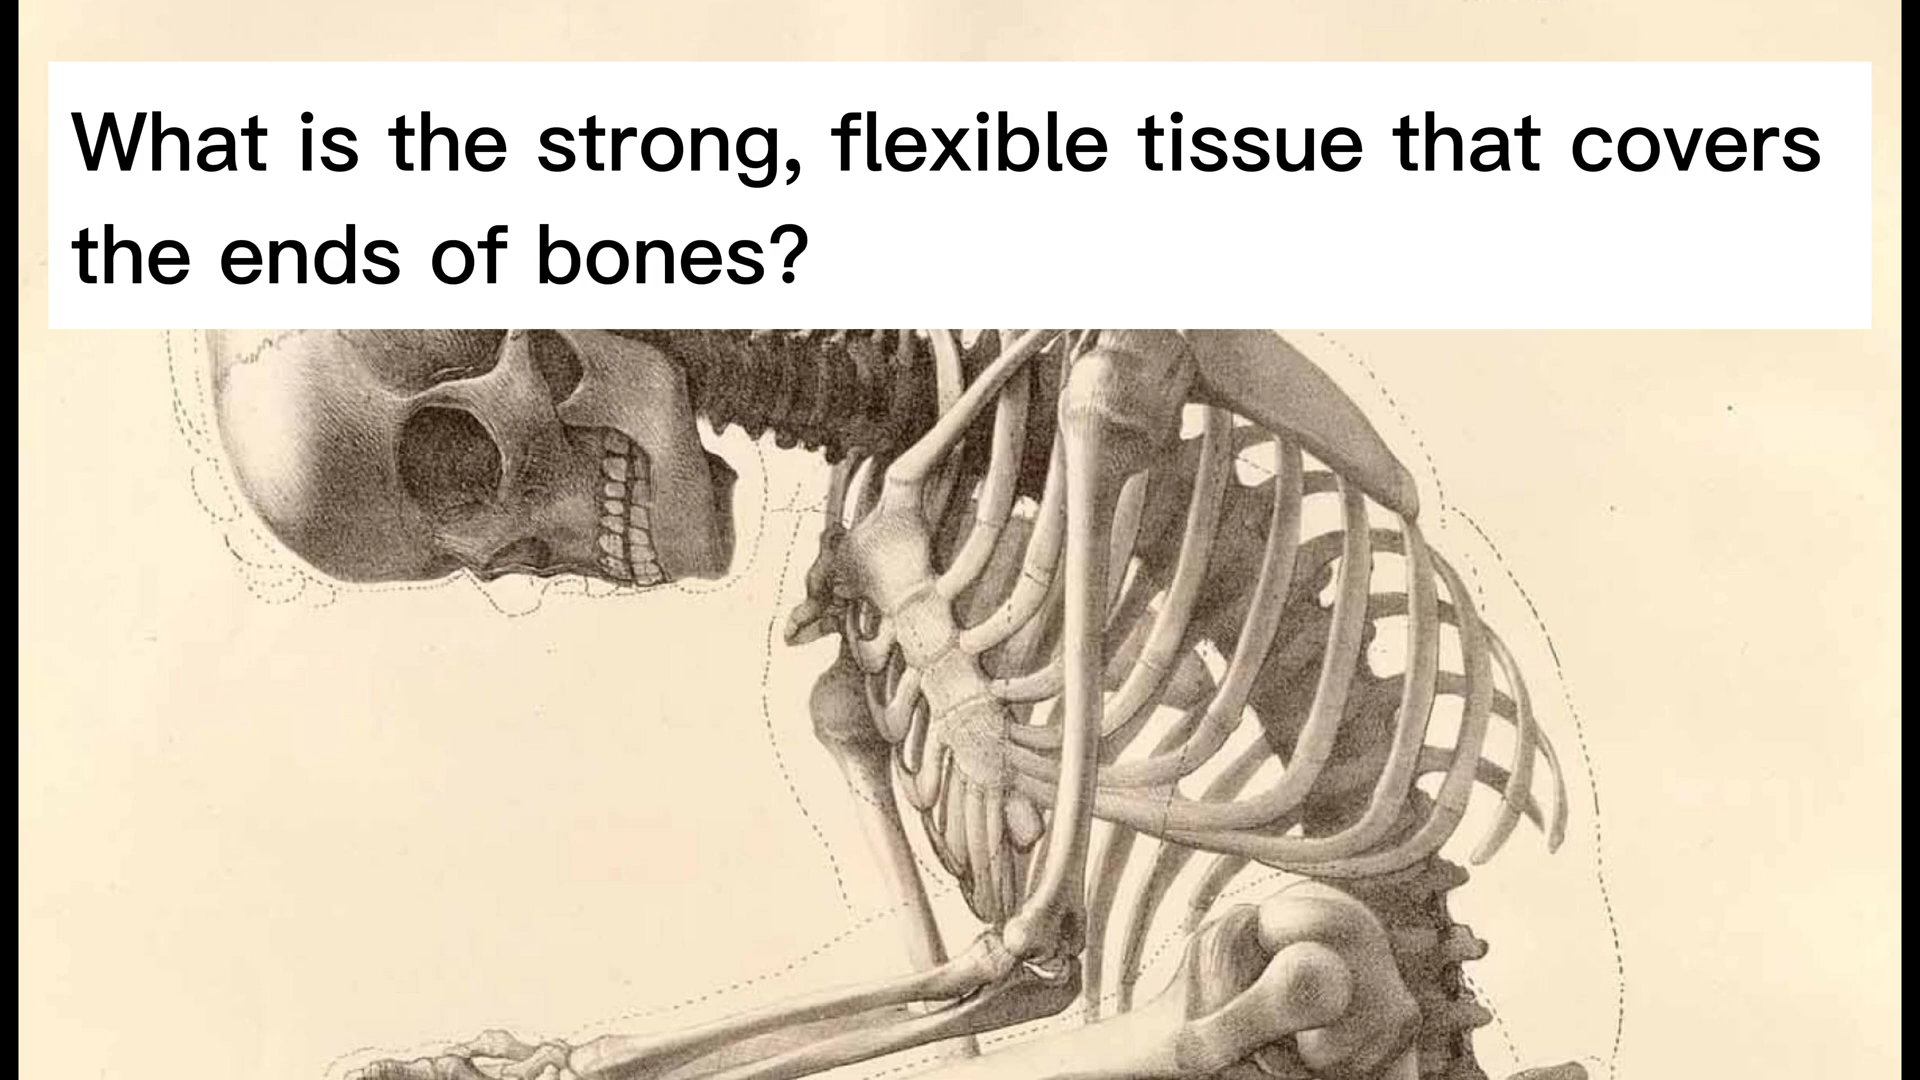 What is the strong, flexible tissue that covers
the ends of bones?